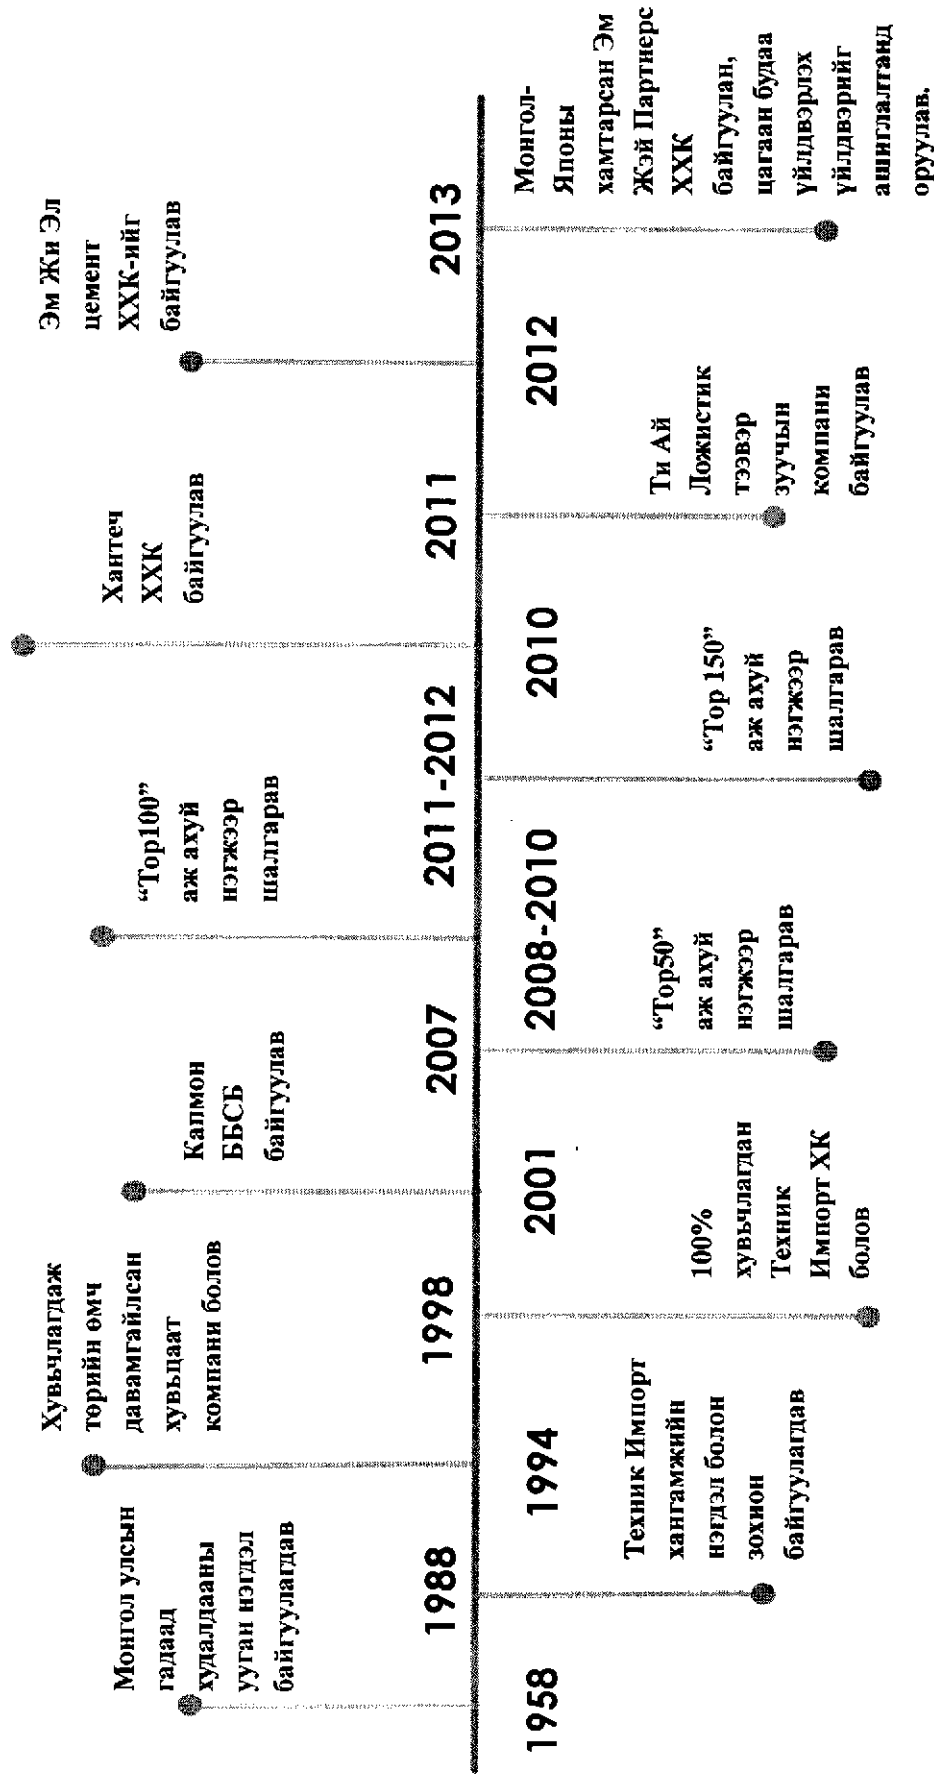 Монгол улсын
гадаад
худалдааны
ууган нэгдэл
байгуулагдав
1958
Техник Импорт
хангамжийн
нэгдэл болон
зохион
байгуулагдав
1988
Хувьчлагдаж
төрийн өмч
давамгайлсан
хувьцаат
компани болов
1994
100%
хувьчлагдан
Техник
Импорт ХК
болов
1998
Капмон
ББСБ
байгуулав
2001
“Top50”
аж ахуй
нэгжээр
шалгарав
2007
“Top100”
аж ахуй
нэгжээр
шалгарав
2008-2010
“Top 150”
аж ахуй
нэгжээр
шалгарав
2011-2012
Хантеч
ХХК
байгуулав
2010
Ти Ай
Ложистик
тээвэр
зуучын
компани
байгуулав
2011
Эм Жи Эл
цемент
ХХК-ийг
байгуулав
2012
Монгол-
Японы
хамтарсан Эм
Жэй Партнерс
ХХК
байгуулан,
цагаан будаа
үйлдвэрлэх
үйлдвэрийг
ашиглалтанд
оруулав.
2013